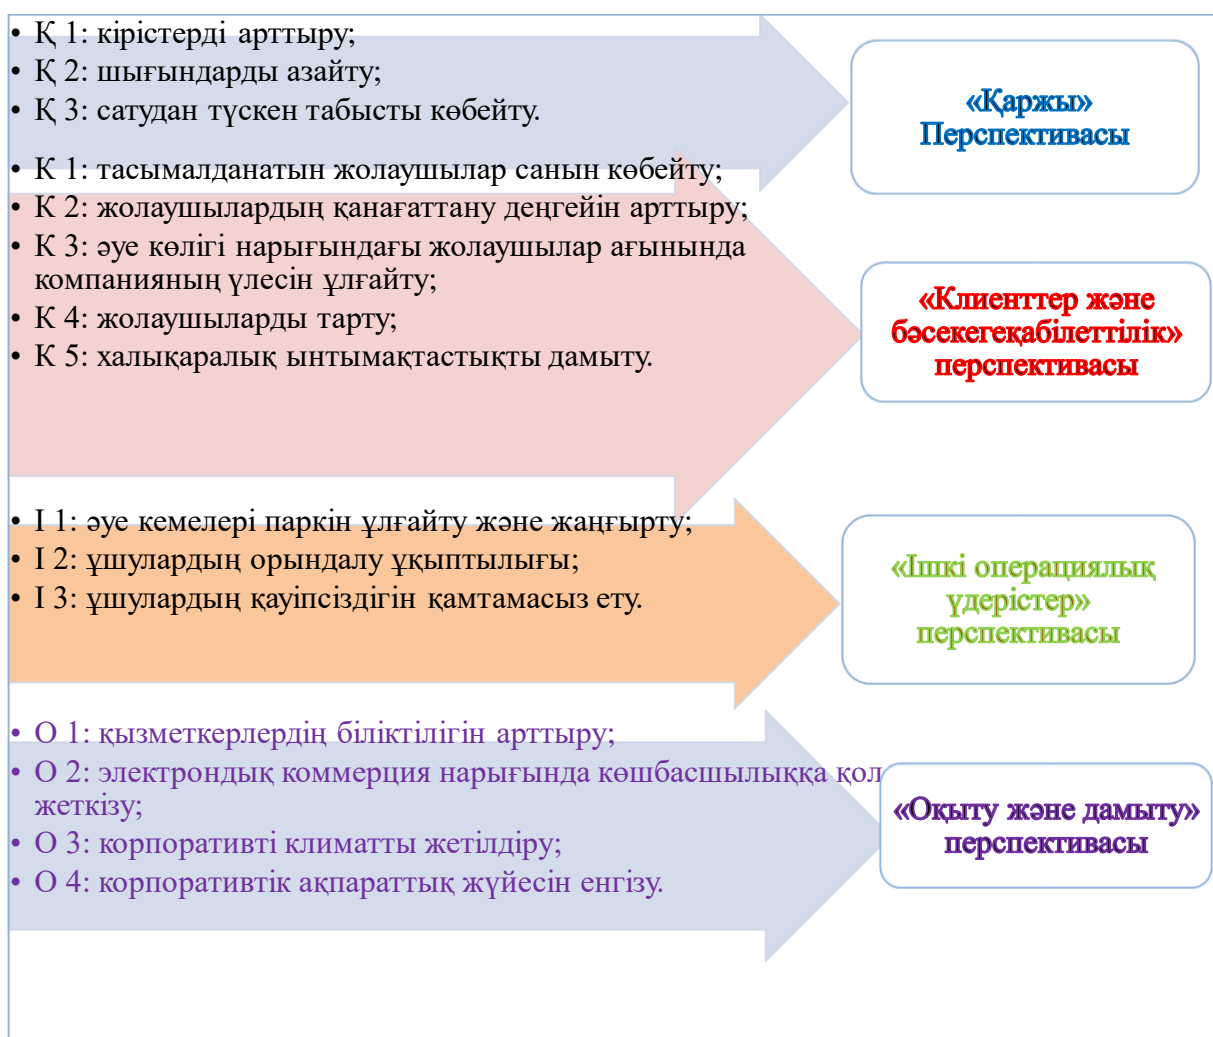 • Қ 1: кірістерді арттыру;
• Қ 2: шығындарды азайту;
• Қ 3: сатудан түскен табысты көбейту.
«Қаржы»
Перспективасы
• К 1: тасымалданатын жолаушылар санын көбейту;
• К 2: жолаушылардың қанағаттану деңгейін арттыру;
• К 3: әуе көлігі нарығындағы жолаушылар ағынында
компанияның үлесін ұлғайту;
• К 4: жолаушыларды тарту;
• К 5: халықаралық ынтымақтастықты дамыту.
«Клиенттер және
бәсекегеқабілеттілік»
перспективасы
• І 1: әуе кемелері паркін ұлғайту және жаңғырту;
• І 2: ұшулардың орындалу ұқыптылығы;
• І 3: ұшулардың қауіпсіздігін қамтамасыз ету.
«Ішкі операциялық
үдерістер»
перспективасы
• О 1: қызметкерлердің біліктілігін арттыру;
• О 2: электрондық коммерция нарығында көшбасшылыққа қол
жеткізу;
• О 3: корпоративті климатты жетілдіру;
• О 4: корпоративтік ақпараттық жүйесін енгізу.
«Оқыту және дамыту»
перспективасы